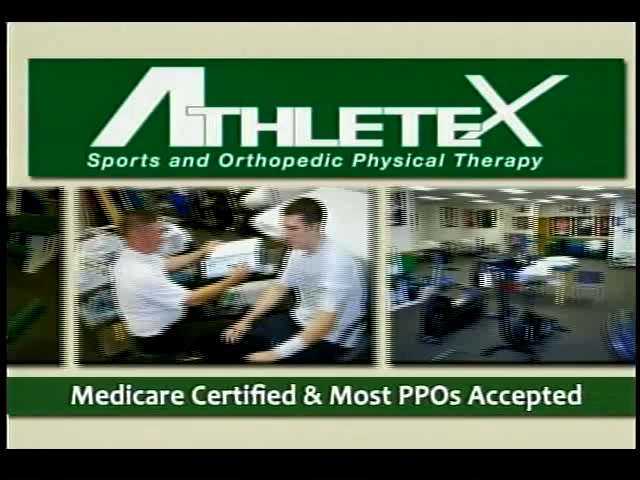 ATHLETEX
Sports and Orthopedic Physical Therapy
Medicare Certified & Most PPOs Accepted